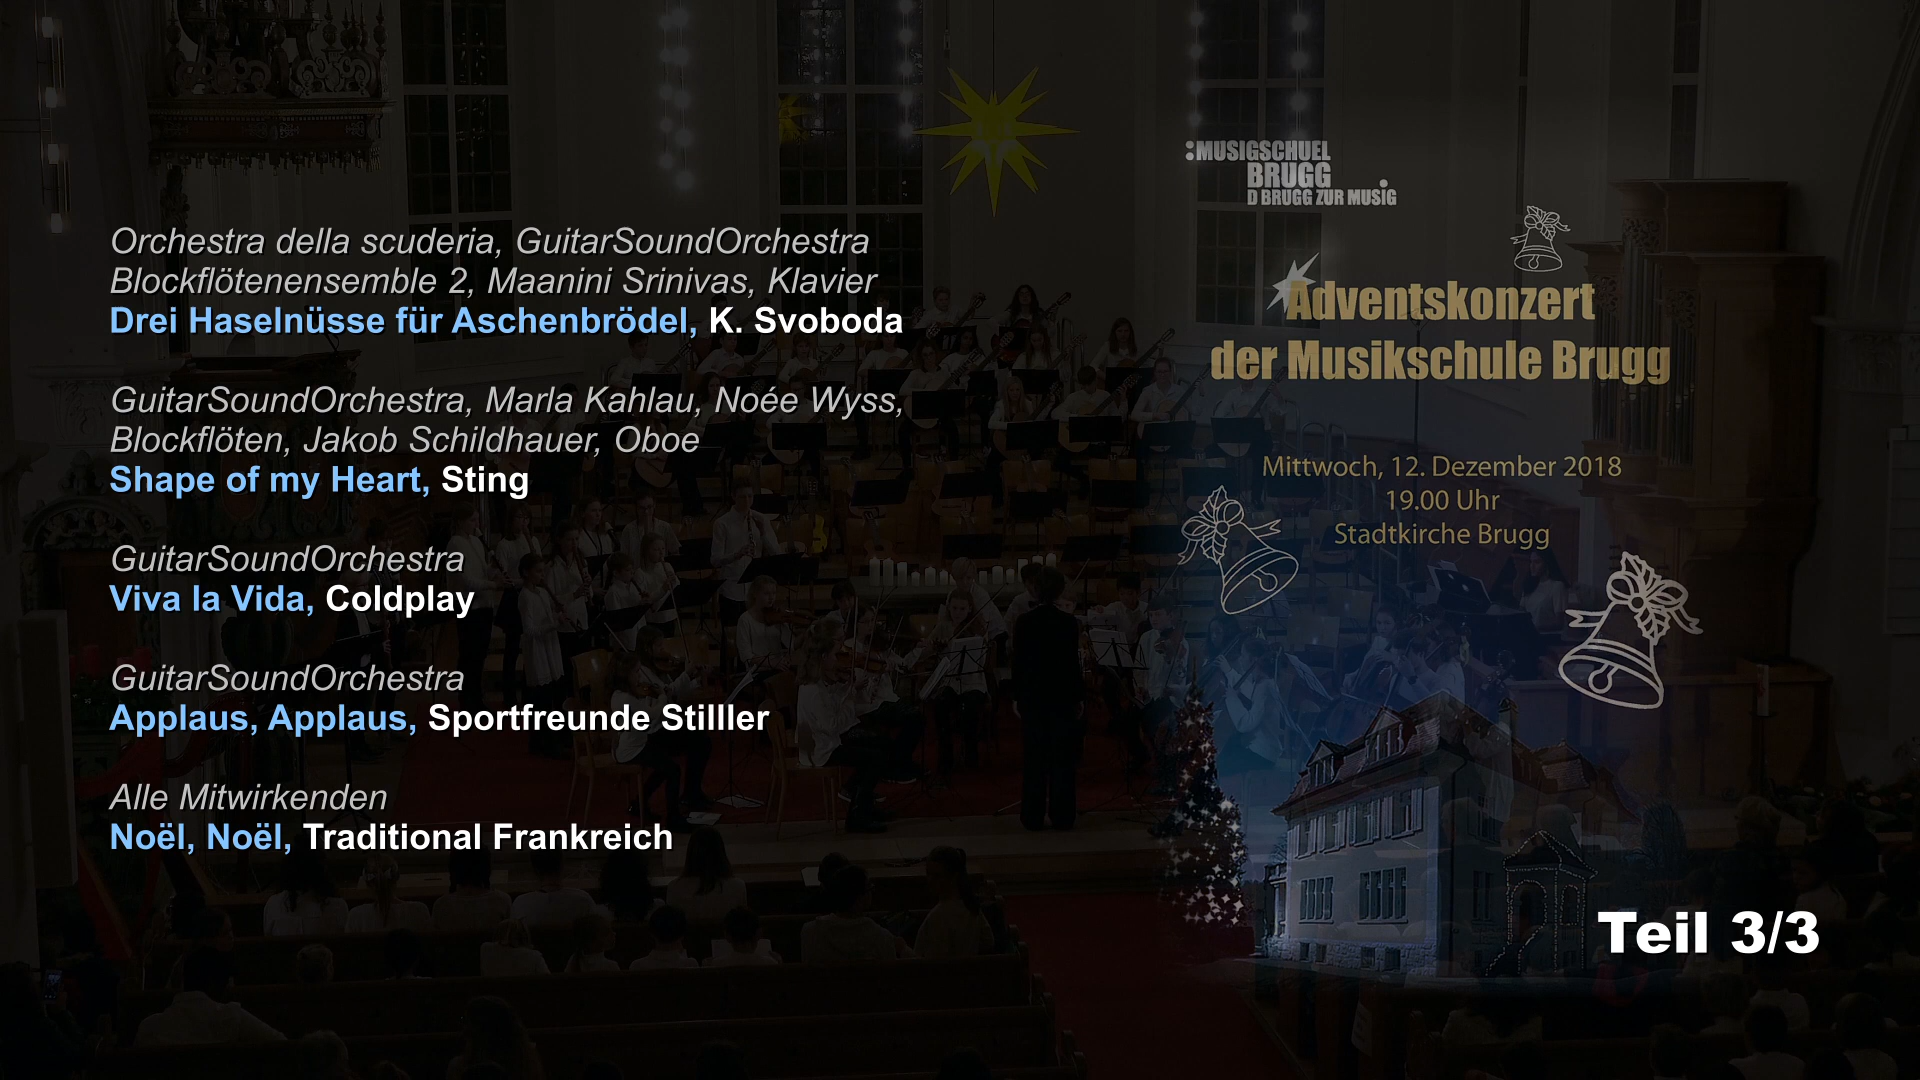 Orchestra della scuderia, GuitarSoundOrchestra
Blockflötenensemble 2, Maanini Srinivas, Klavier
Drei Haselnüsse für Aschenbrödel, K. Svoboda
GuitarSoundOrchestra, Marla Kahlau, Noée Wyss,
Blockflöten, Jakob Schildhauer, Oboe
Shape of my Heart, Sting
GuitarSoundOrchestra
Viva la Vida, Coldplay
GuitarSoundOrchestra
Applaus, Applaus, Sportfreunde Stilller
Alle Mitwirkenden
Noël, Noël, Traditional Frankreich
:MUSIGSCHUEL
BRUGG
D BRUGG ZUR MUSIG
Adventskonzert
der Musikschule Brugg
Mittwoch, 12. Dezember 2018
19.00 Uhr
Stadtkirche Brugg
Teil 3/3